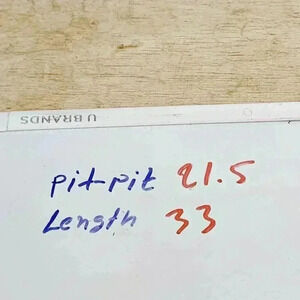 U BRANDS
pit-pit 21.5
Length 33